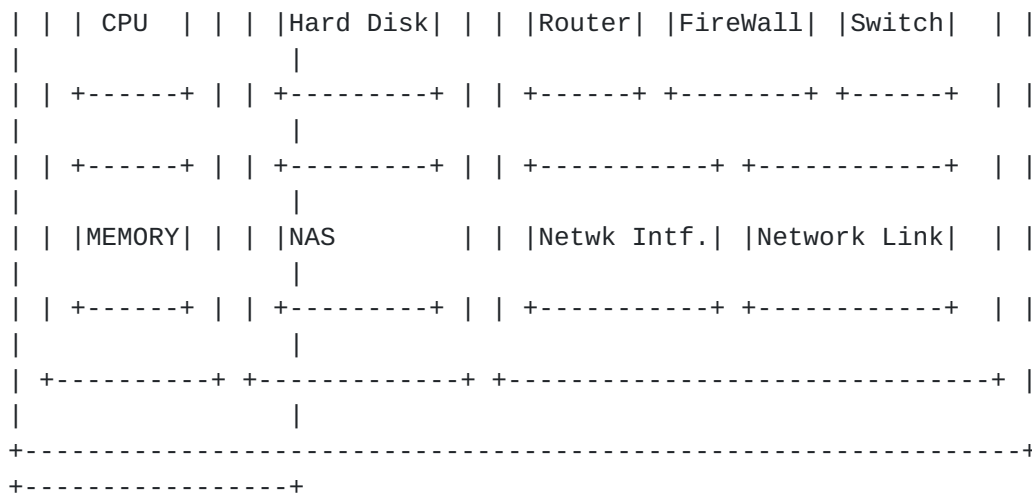 | | | CPU  | | | |Hard Disk| | | |Router| |FireWall| |Switch|  | |
|                 |
| | +------+ | | +---------+ | | +------+ +--------+ +------+  | |
|                 |
| | +------+ | | +---------+ | | +-----------+ +------------+  | |
|                 |
| | |MEMORY| | | |NAS        | | |Netwk Intf.| |Network Link|  | |
|                 |
| | +------+ | | +---------+ | | +-----------+ +------------+  | |
|                 |
| +----------+ +-------------+ +-------------------------------+ |
|                 |
+----------------------------------------------------------------+
+-----------------+